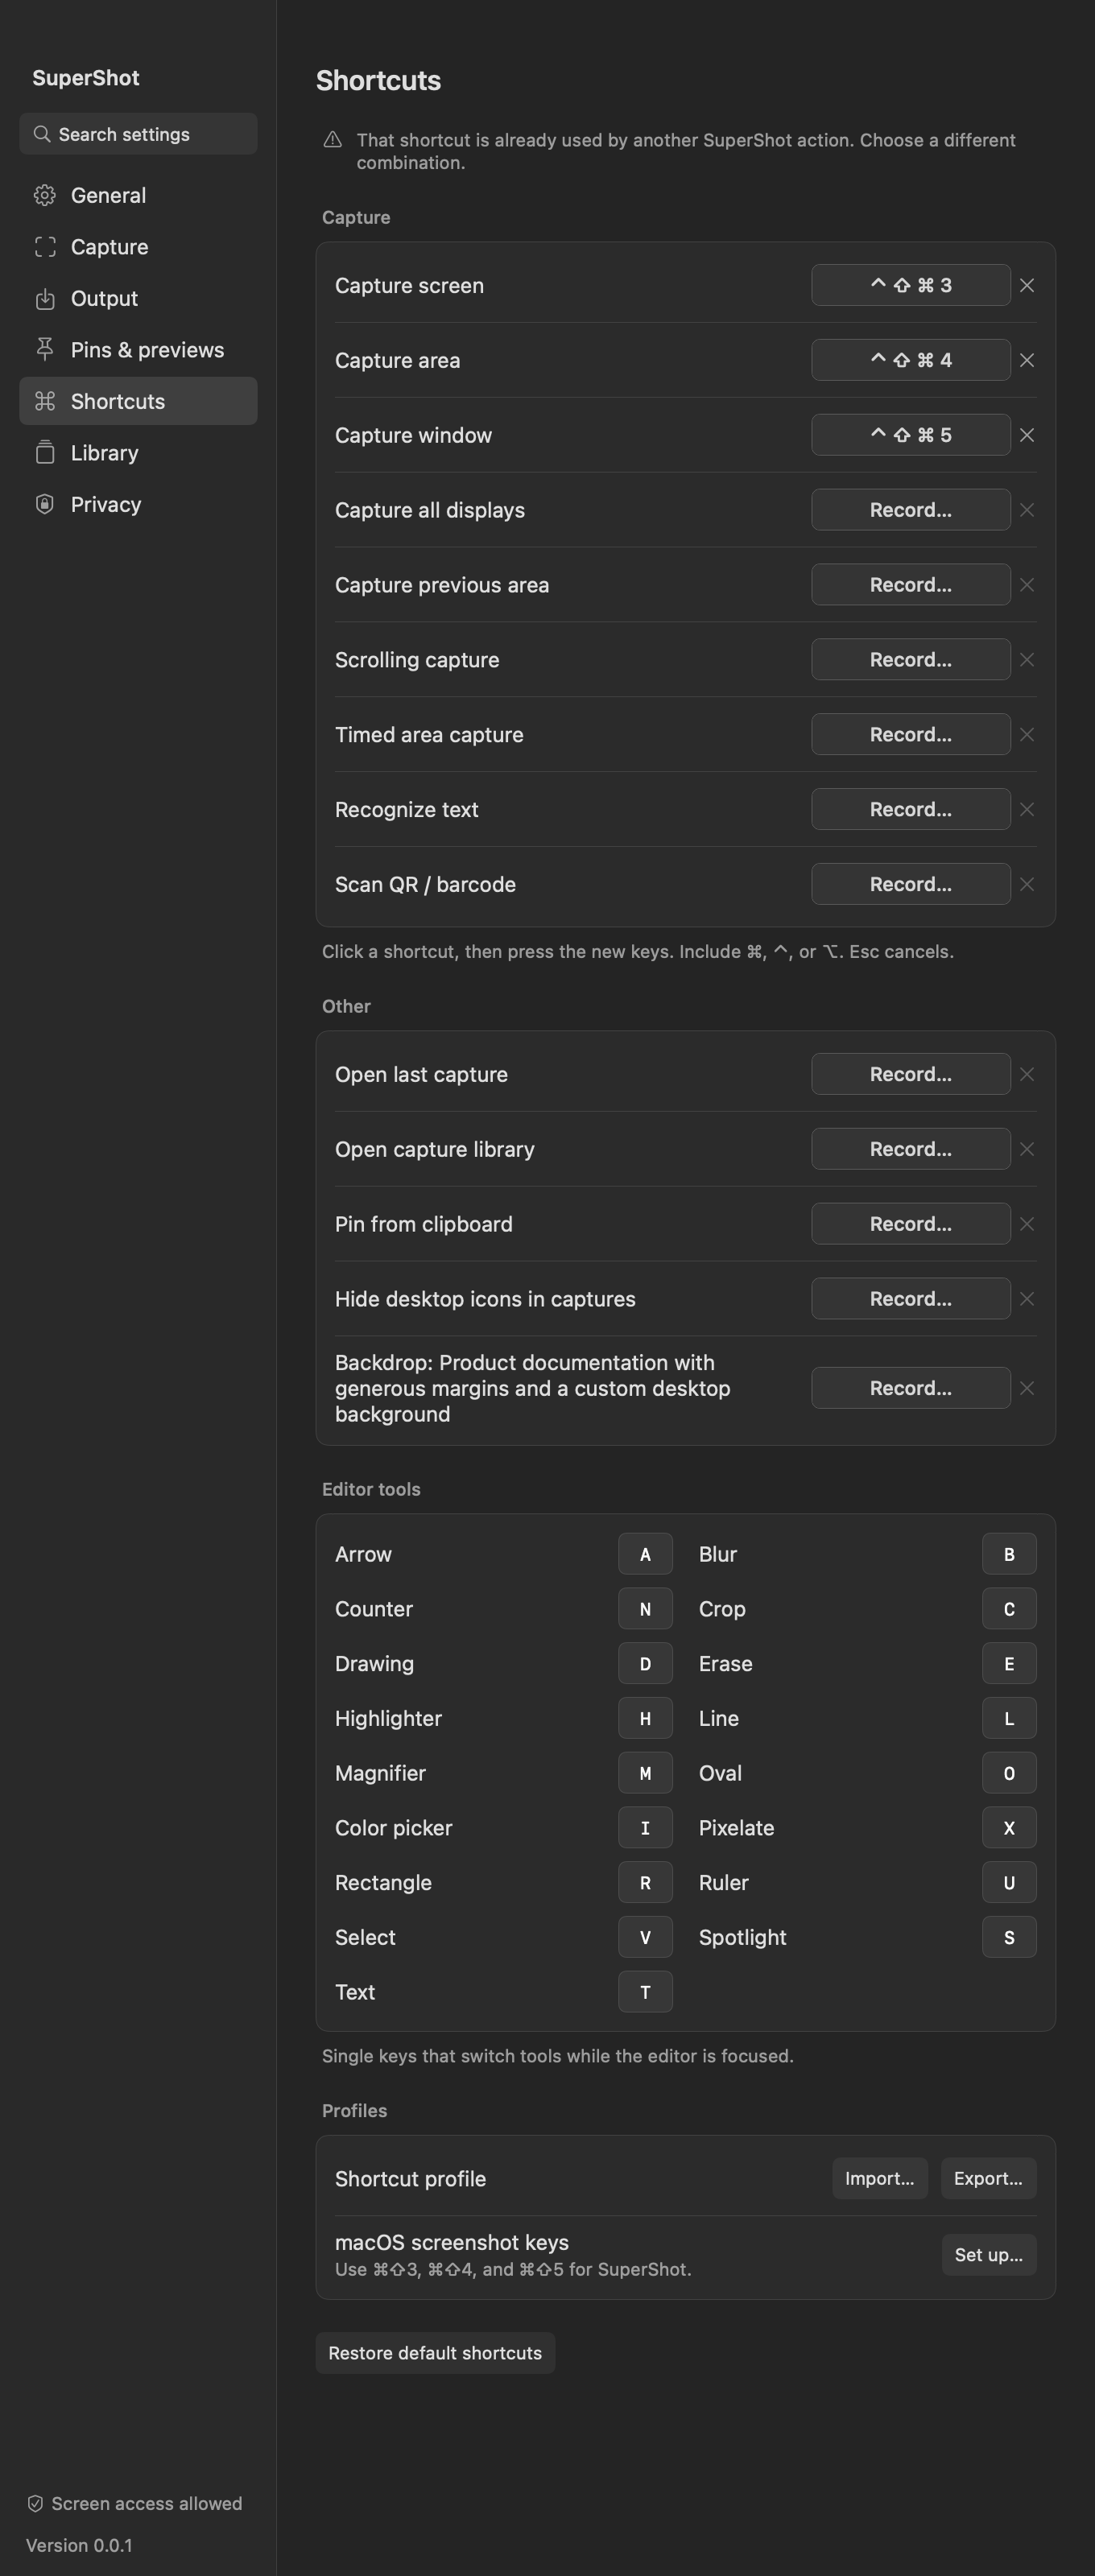 SuperShot
Search settings
General
Capture
Output
Pins & previews
Shortcuts
Library
Privacy
Screen access allowed
Version 0.0.1
Shortcuts
That shortcut is already used by another SuperShot action. Choose a different
combination.
Capture
Capture screen ⌃ ⇧ ⌘ 3
Capture area ⌃ ⇧ ⌘ 4
Capture window ⌃ ⇧ ⌘ 5
Capture all displays Record...
Capture previous area Record...
Scrolling capture Record...
Timed area capture Record...
Recognize text Record...
Scan QR / barcode Record...
Click a shortcut, then press the new keys. Include ⌘, ⌃, or ⌥. Esc cancels.
Other
Open last capture Record...
Open capture library Record...
Pin from clipboard Record...
Hide desktop icons in captures Record...
Backdrop: Product documentation with
generous margins and a custom desktop Record...
background
Editor tools
Arrow A Blur B
Counter N Crop C
Drawing D Erase E
Highlighter H Line L
Magnifier M Oval O
Color picker I Pixelate X
Rectangle R Ruler U
Select V Spotlight S
Text T
Single keys that switch tools while the editor is focused.
Profiles
Shortcut profile Import... Export...
macOS screenshot keys
Use ⌘⇧3, ⌘⇧4, and ⌘⇧5 for SuperShot. Set up...
Restore default shortcuts